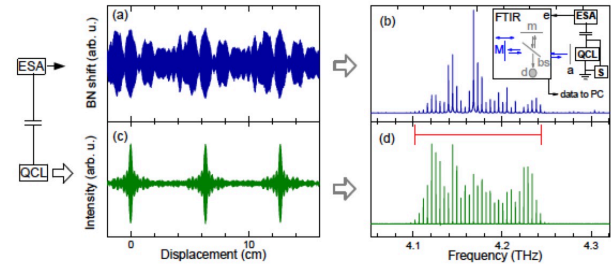 (a)
(b)
FTIR
e
ESA
m
M
bs
QCL
d
a
S
data to PC
ESA
BN shift (arb. u.)
(c)
(d)
QCL
Intensity (arb. u.)
0
10
4.1
4.2
4.3
Displacement (cm)
Frequency (THz)